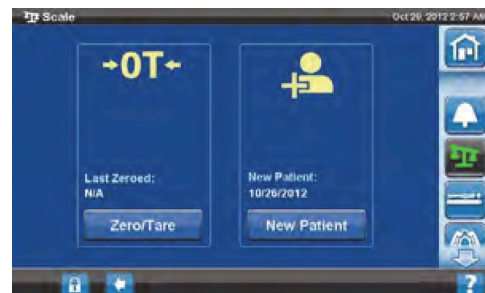 Scale
Oct 26, 2012 2:57 AM
→0T←
Last Zeroed:
N/A
Zero/Tare
New Patient:
10/26/2012
New Patient
?